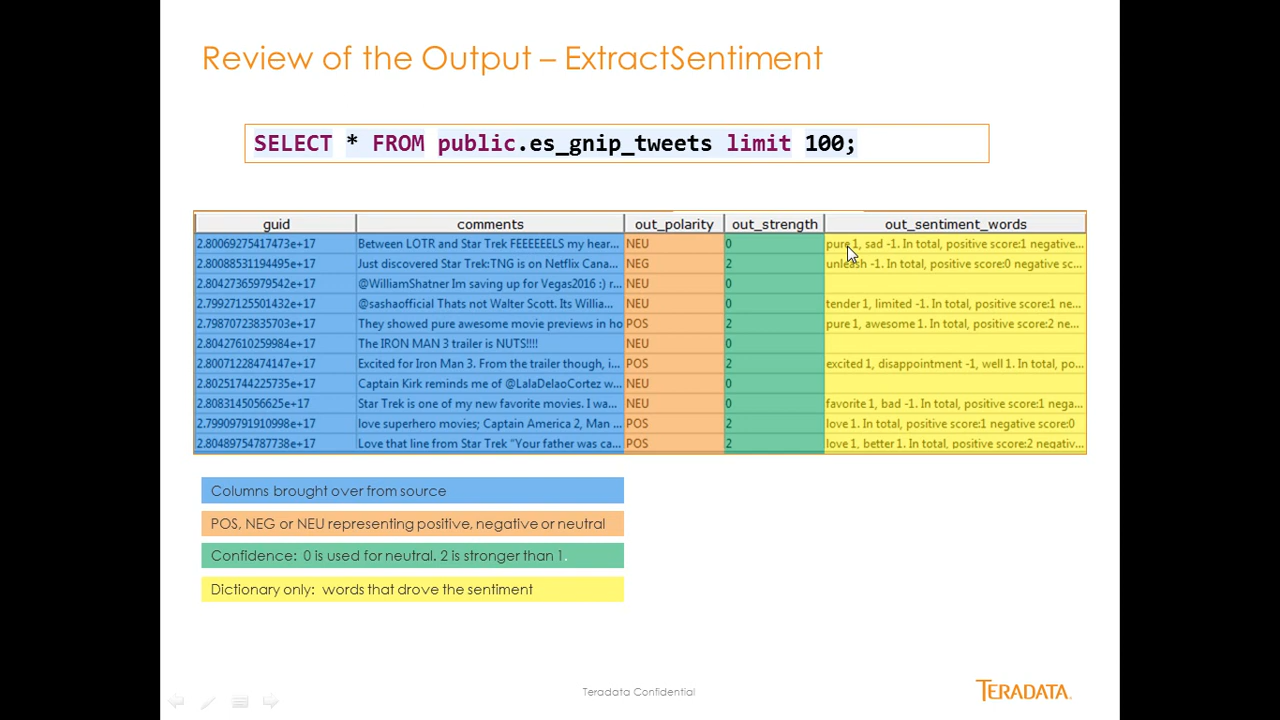 Review of the Output – ExtractSentiment
SELECT * FROM public.es_gnip_tweets limit 100;
guid comments out_polarity out_strength out_sentiment_words
2.80069275417473e+17 Between LOTR and Star Trek FEEEEEELS my hear... NEU 0 pure 1, sad -1. In total, positive score:1 negative...
2.80088531194495e+17 Just discovered Star Trek:TNG is on Netflix Cana... NEG 2 unleash -1. In total, positive score:0 negative sc...
2.80427365979542e+17 @WilliamShatner Im saving up for Vegas2016 :) r... NEU 0
2.79927125501432e+17 @sashaofficial Thats not Walter Scott. Its Willia... NEU 0 tender 1, limited -1. In total, positive score:1 ne...
2.79870723835703e+17 They showed pure awesome movie previews in ho POS 2 pure 1, awesome 1. In total, positive score:2 ne...
2.80427610259984e+17 The IRON MAN 3 trailer is NUTS!!!! NEU 0
2.80071228474147e+17 Excited for Iron Man 3. From the trailer though, i... POS 2 excited 1, disappointment -1, well 1. In total, po...
2.80251744225735e+17 Captain Kirk reminds me of @LalaDelaoCortez w... NEU 0
2.8083145056625e+17 Star Trek is one of my new favorite movies. I wa... NEU 0 favorite 1, bad -1. In total, positive score:1 nega...
2.79909791910998e+17 love superhero movies; Captain America 2, Man ... POS 2 love 1. In total, positive score:1 negative score:0
2.80489754787738e+17 Love that line from Star Trek "Your father was ca... POS 2 love 1, better 1. In total, positive score:2 negativ...
Columns brought over from source
POS, NEG or NEU representing positive, negative or neutral
Confidence: 0 is used for neutral. 2 is stronger than 1.
Dictionary only: words that drove the sentiment
Teradata Confidential
TERADATA.